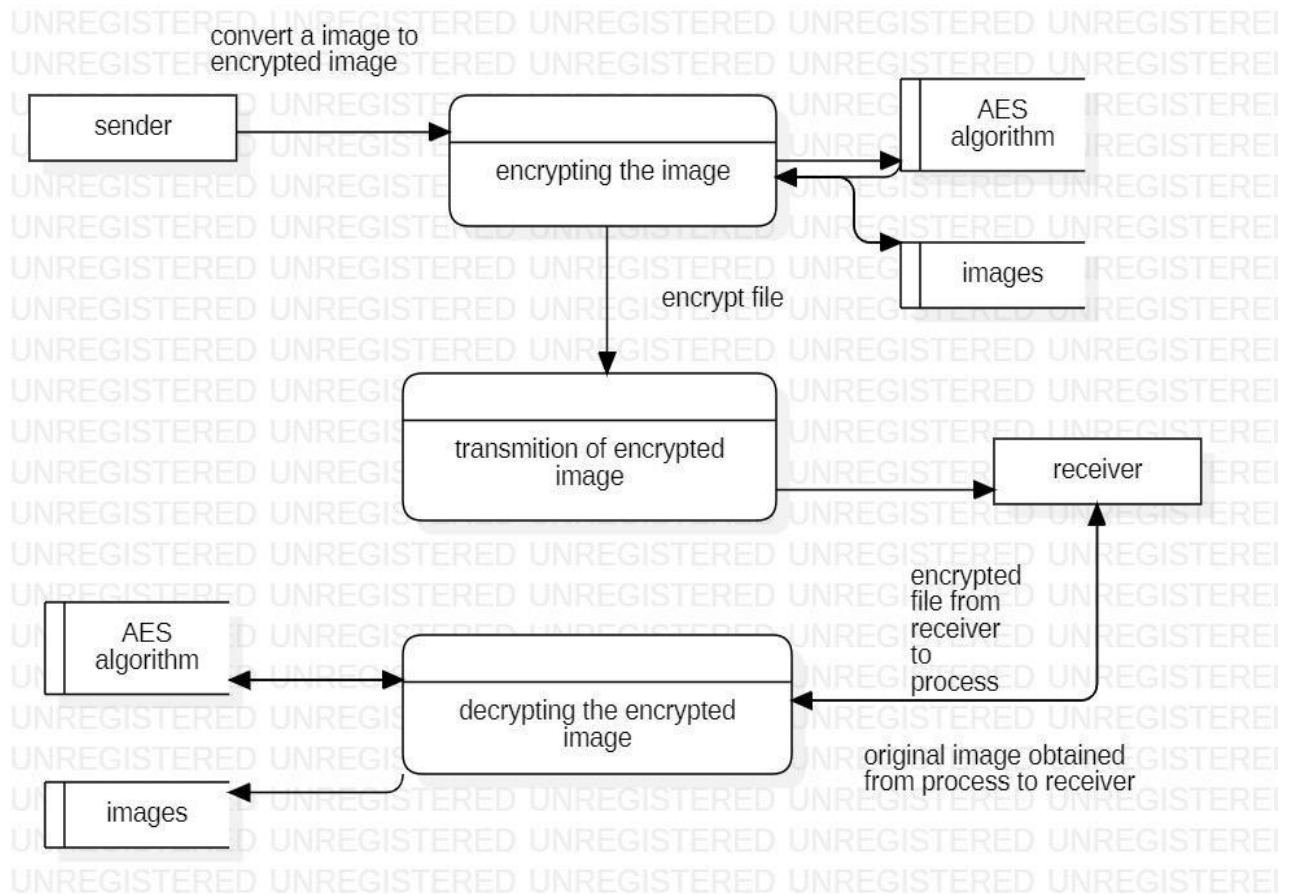 convert a image to
encrypted image
sender
encrypting the image
AES
algorithm
images
encrypt file
transmition of encrypted
image
receiver
encrypted
file from
receiver
to
process
AES
algorithm
decrypting the encrypted
image
original image obtained
from process to receiver
images
UNREGISTERED